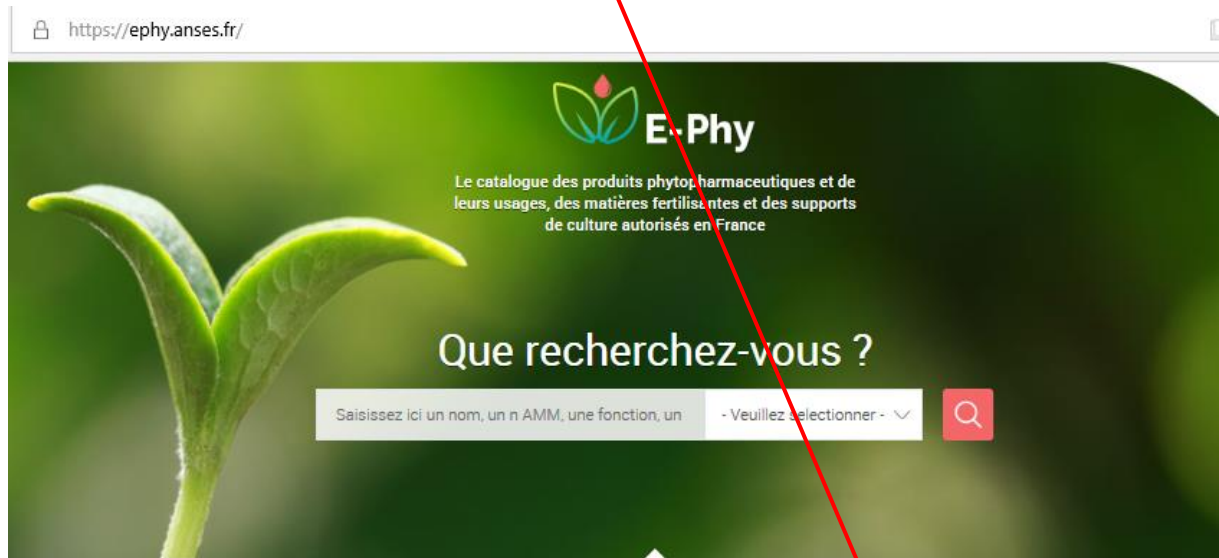 https://ephy.anses.fr/
E-Phy
Le catalogue des produits phytopharmaceutiques et de
leurs usages, des matières fertilisantes et des supports
de culture autorisés en France
Que recherchez-vous ?
Saisissez ici un nom, un n AMM, une fonction, un
- Veuillez selectionner -